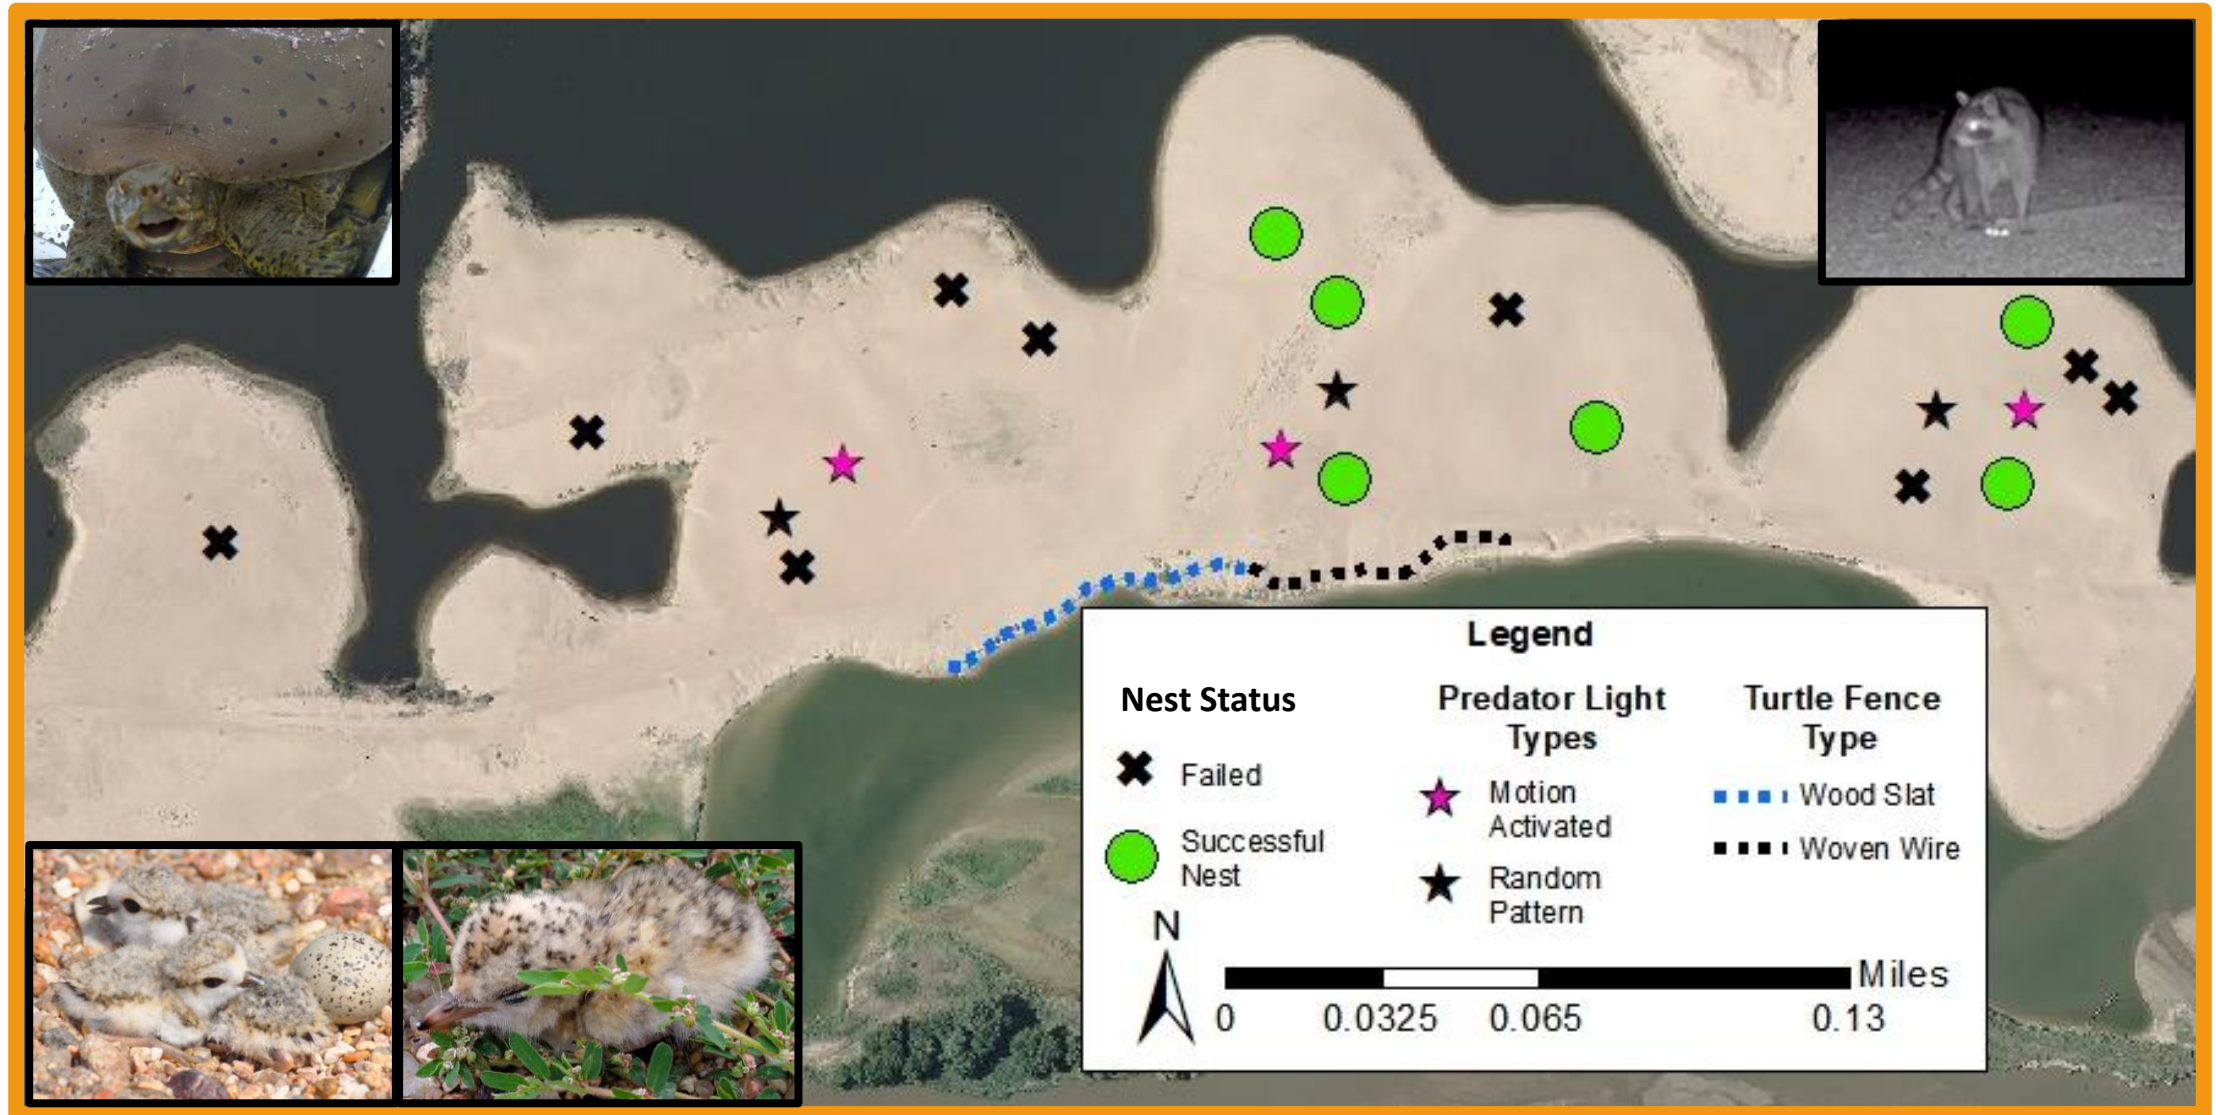 Legend
Nest Status
Failed
Successful
Nest
Predator Light
Types
Motion
Activated
Random
Pattern
Turtle Fence
Type
Wood Slat
Woven Wire
N
Miles
0 0.0325 0.065 0.13